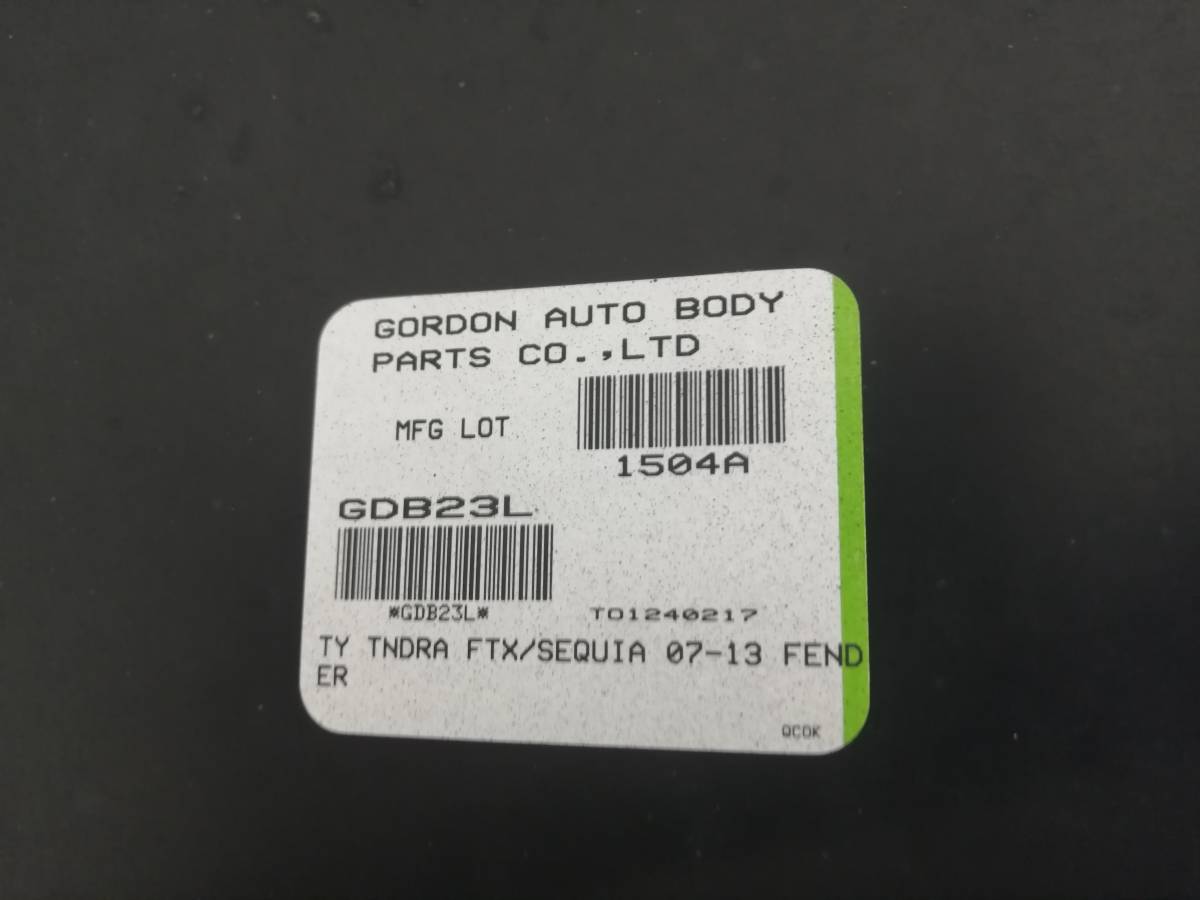 GORDON AUTO BODY
PARTS CO.,LTD
MFG LOT
1504A
GDB23L
*GDB23L*
TO1240217
TY TNDRA FTX/SEQUIA 07-13 FEND
ER
QCOK